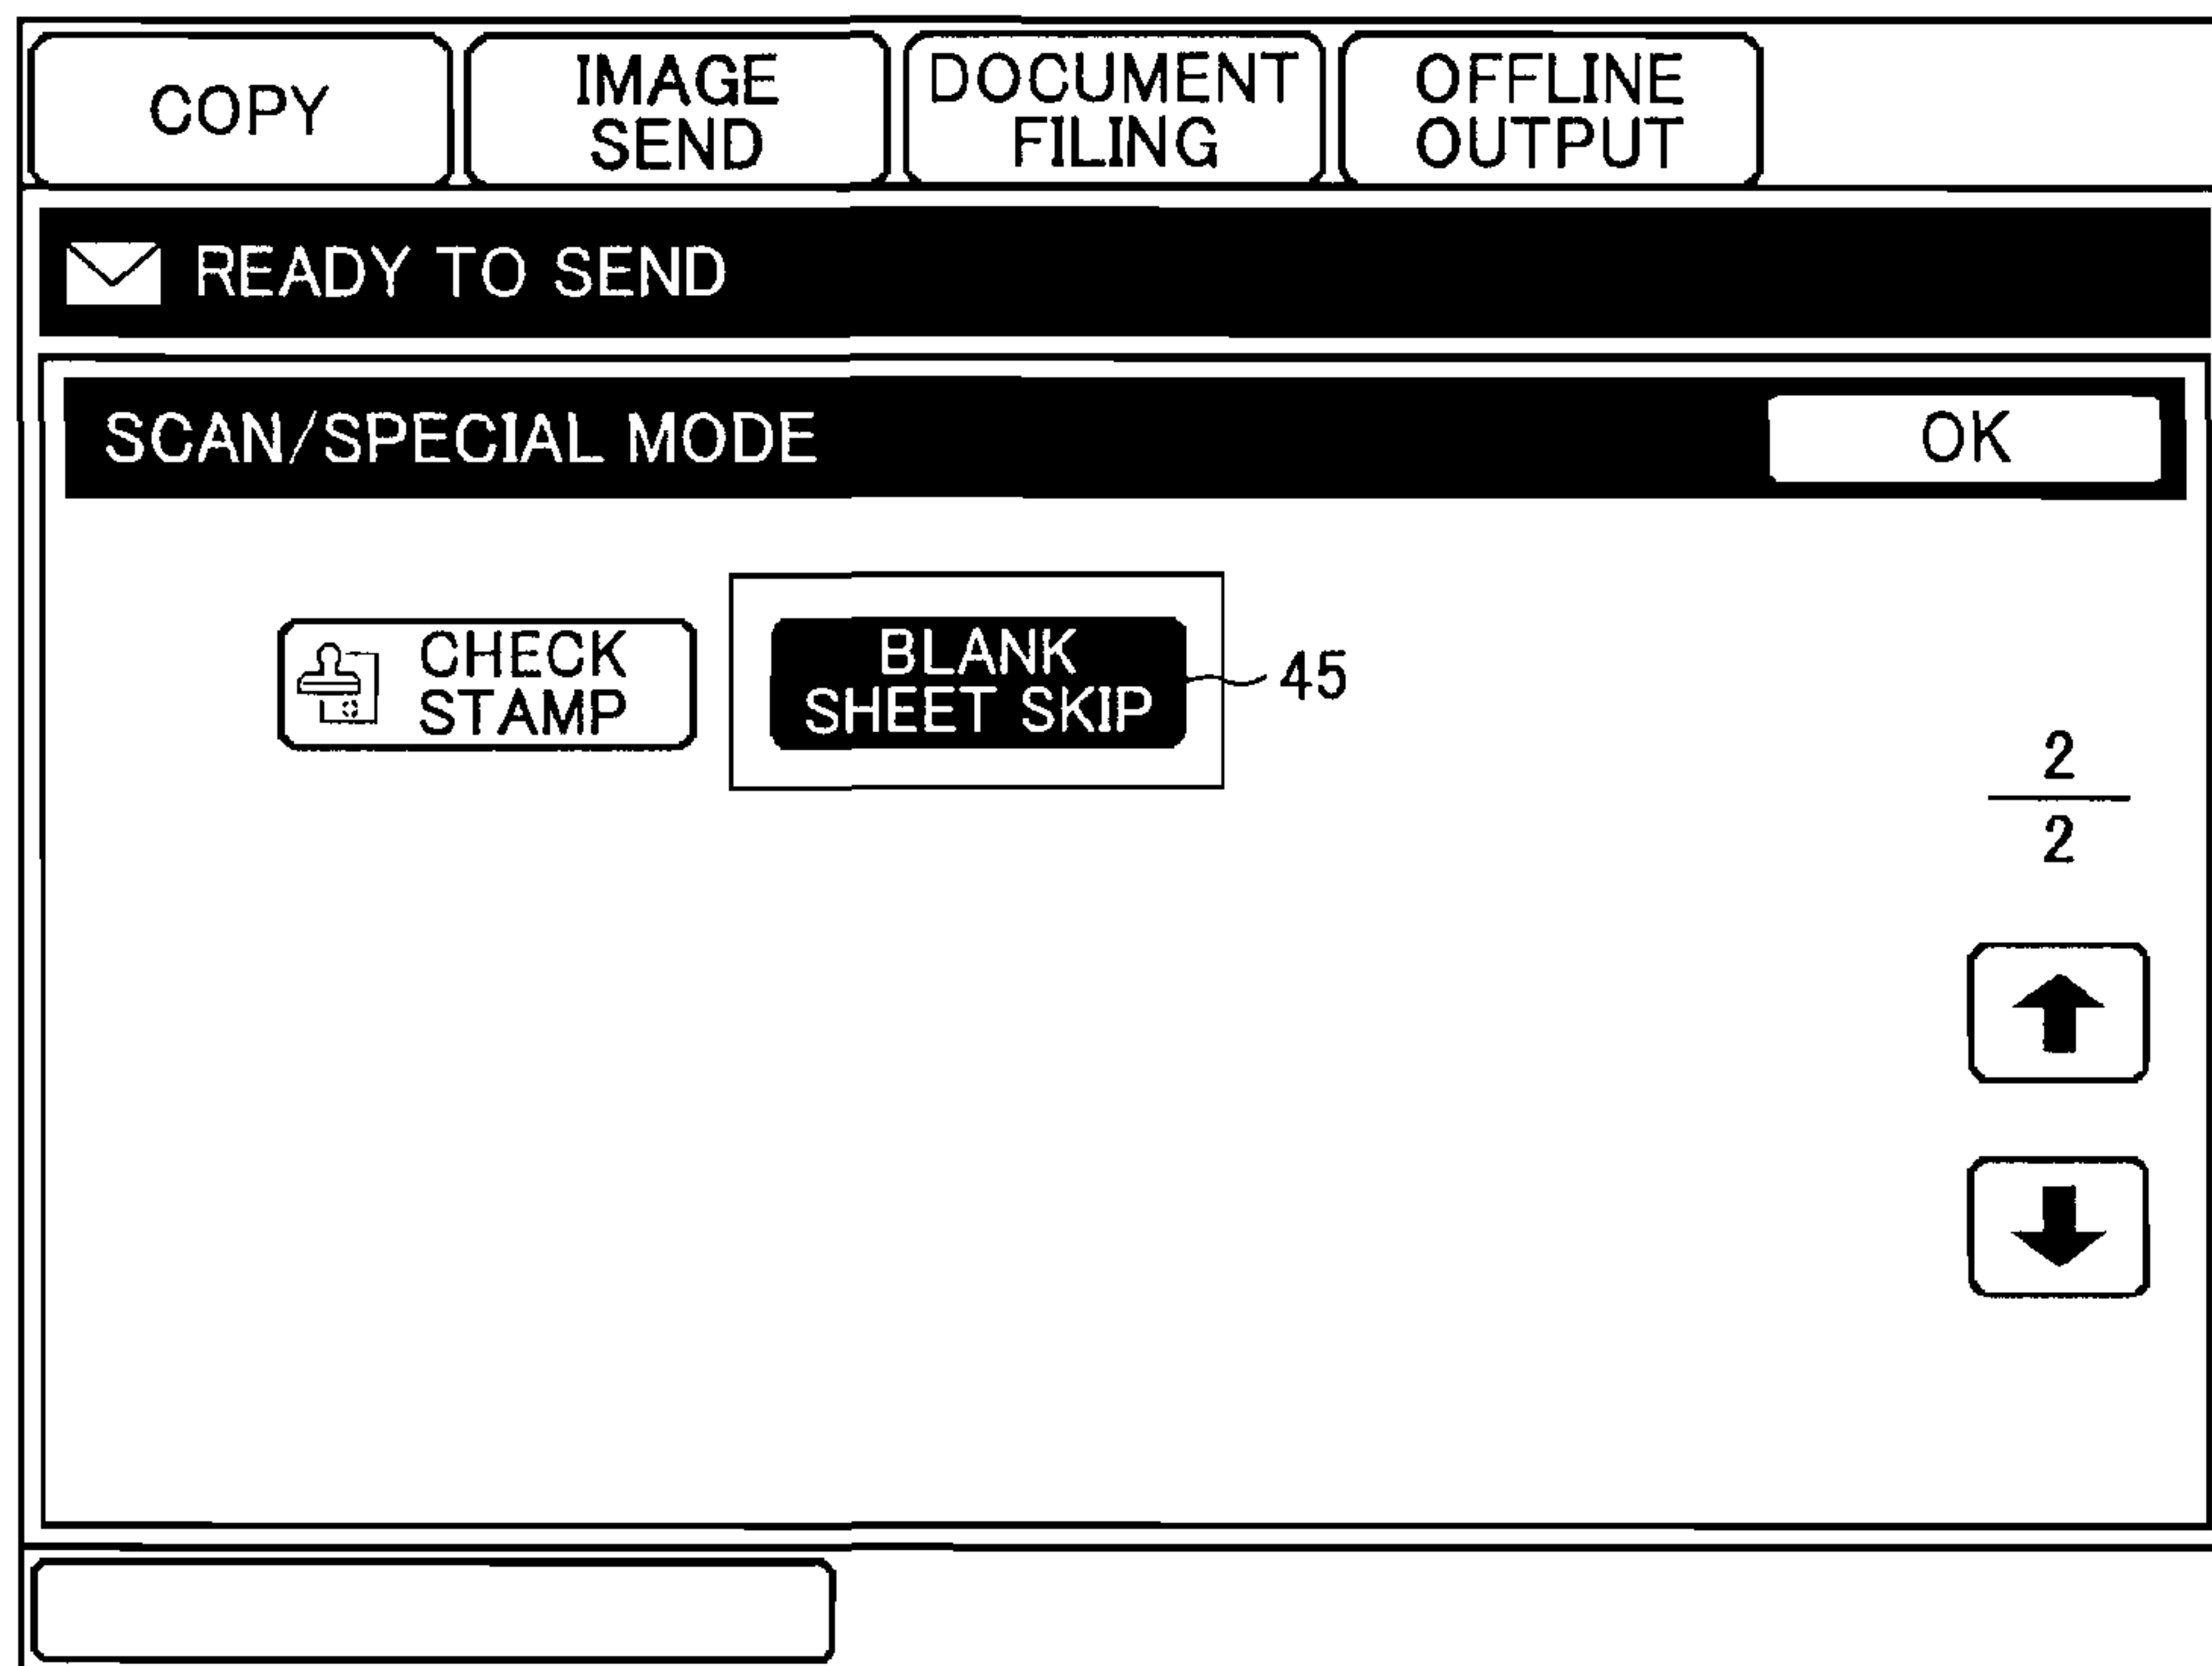 COPY
IMAGE
SEND
DOCUMENT
FILING
OFFLINE
OUTPUT
READY TO SEND
SCAN/SPECIAL MODE
OK
CHECK
STAMP
BLANK
SHEET SKIP
45
2
2